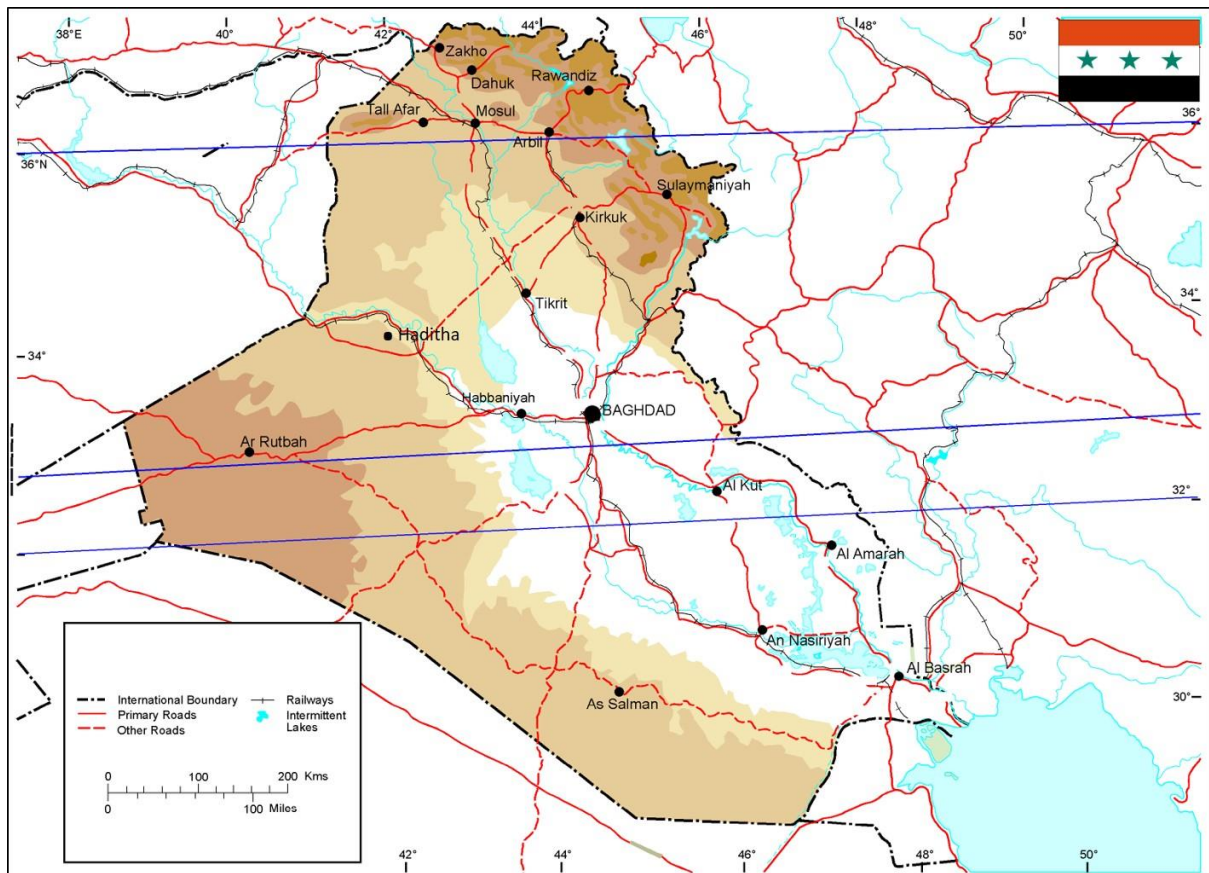 38°E
40°
42°
44°
46°
48°
50°
Zakho
Dahuk
Rawandiz
Tall Afar
Mosul
Arbil
36°
36°N
Sulaymaniyah
Kirkuk
Tikrit
34°
Haditha
34°
Habbaniyah
BAGHDAD
Ar Rutbah
Al Kut
32°
Al Amarah
An Nasiriyah
Al Basrah
As Salman
30°
International Boundary
Railways
Primary Roads
Intermittent
Lakes
Other Roads
0 100 200 Kms
0 100 Miles
42°
44°
46°
48°
50°